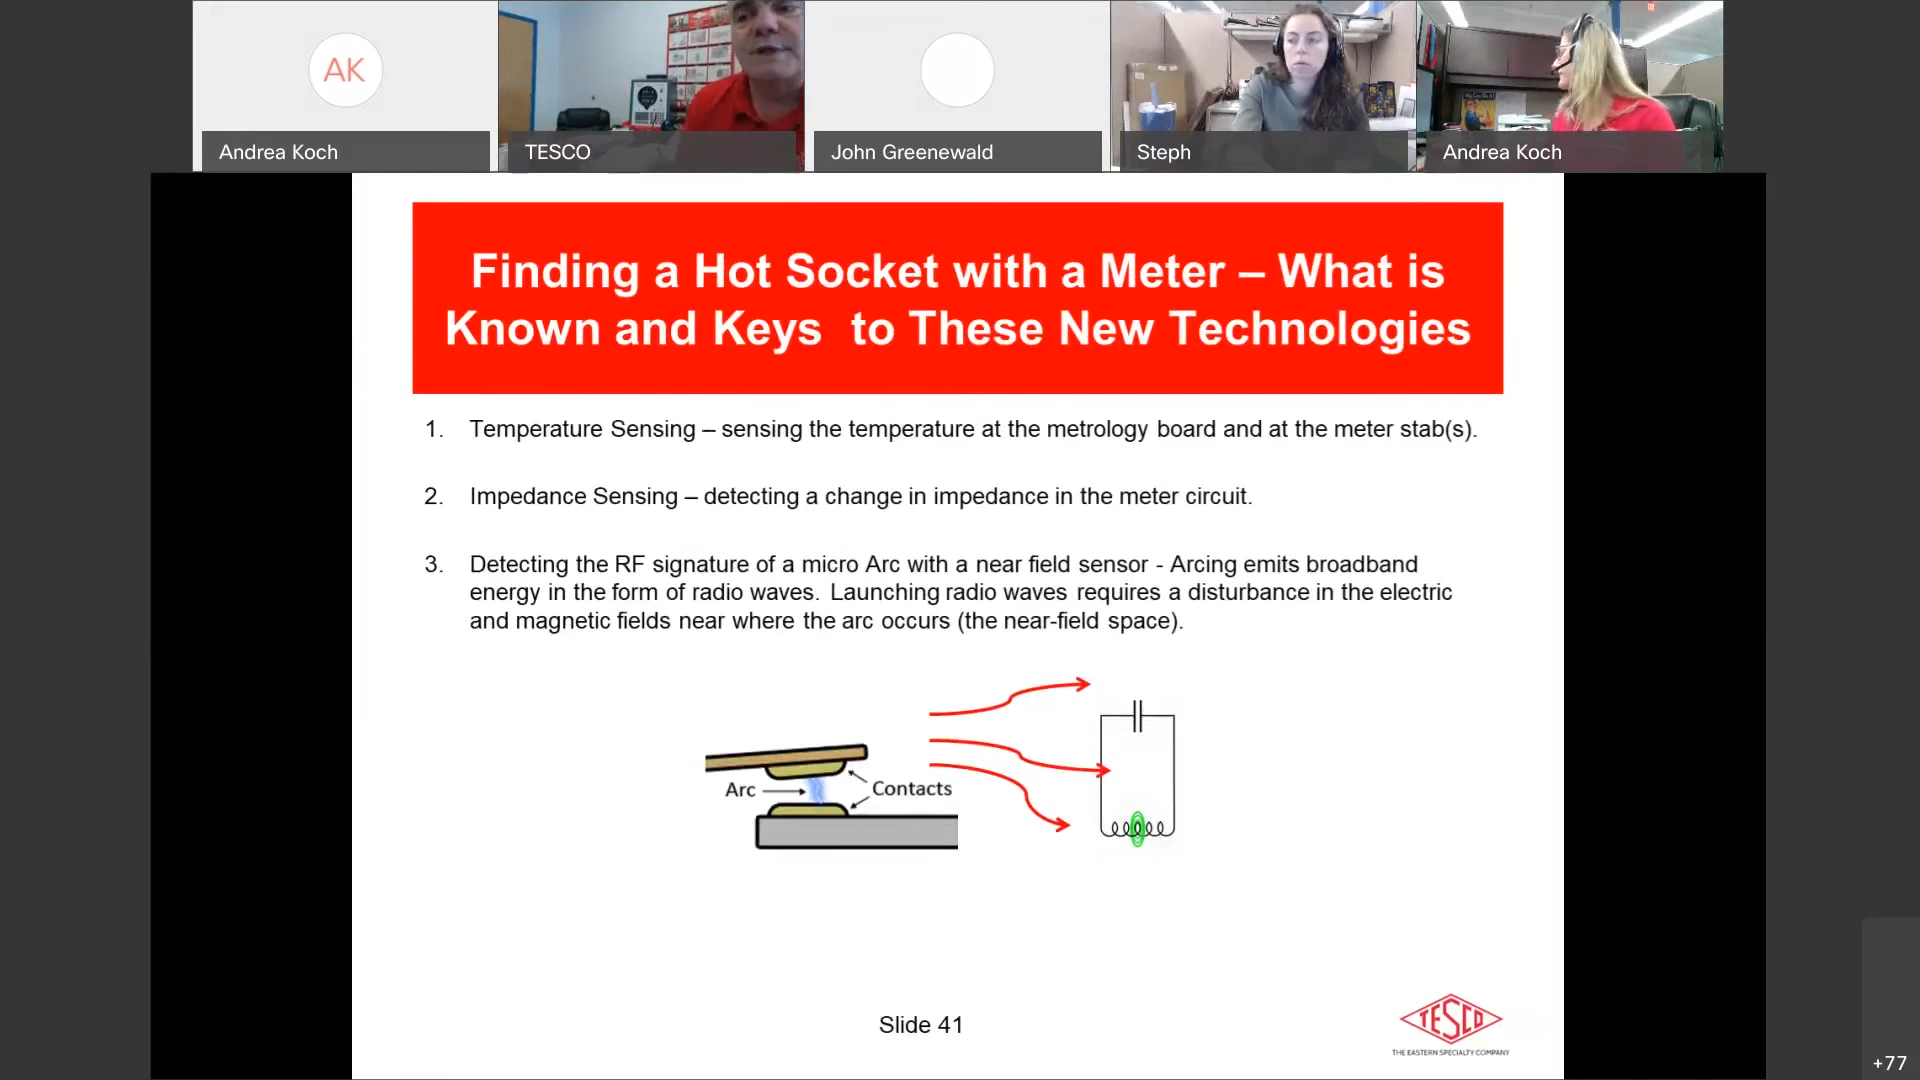 AK
Andrea Koch
TESCO
John Greenewald
Steph
Andrea Koch
Finding a Hot Socket with a Meter – What is
Known and Keys  to These New Technologies
1. Temperature Sensing – sensing the temperature at the metrology board and at the meter stab(s).
2. Impedance Sensing – detecting a change in impedance in the meter circuit.
3. Detecting the RF signature of a micro Arc with a near field sensor - Arcing emits broadband
energy in the form of radio waves.  Launching radio waves requires a disturbance in the electric
and magnetic fields near where the arc occurs (the near-field space).
Arc
Contacts
Slide 41
TESCO
THE EASTERN SPECIALTY COMPANY
+77